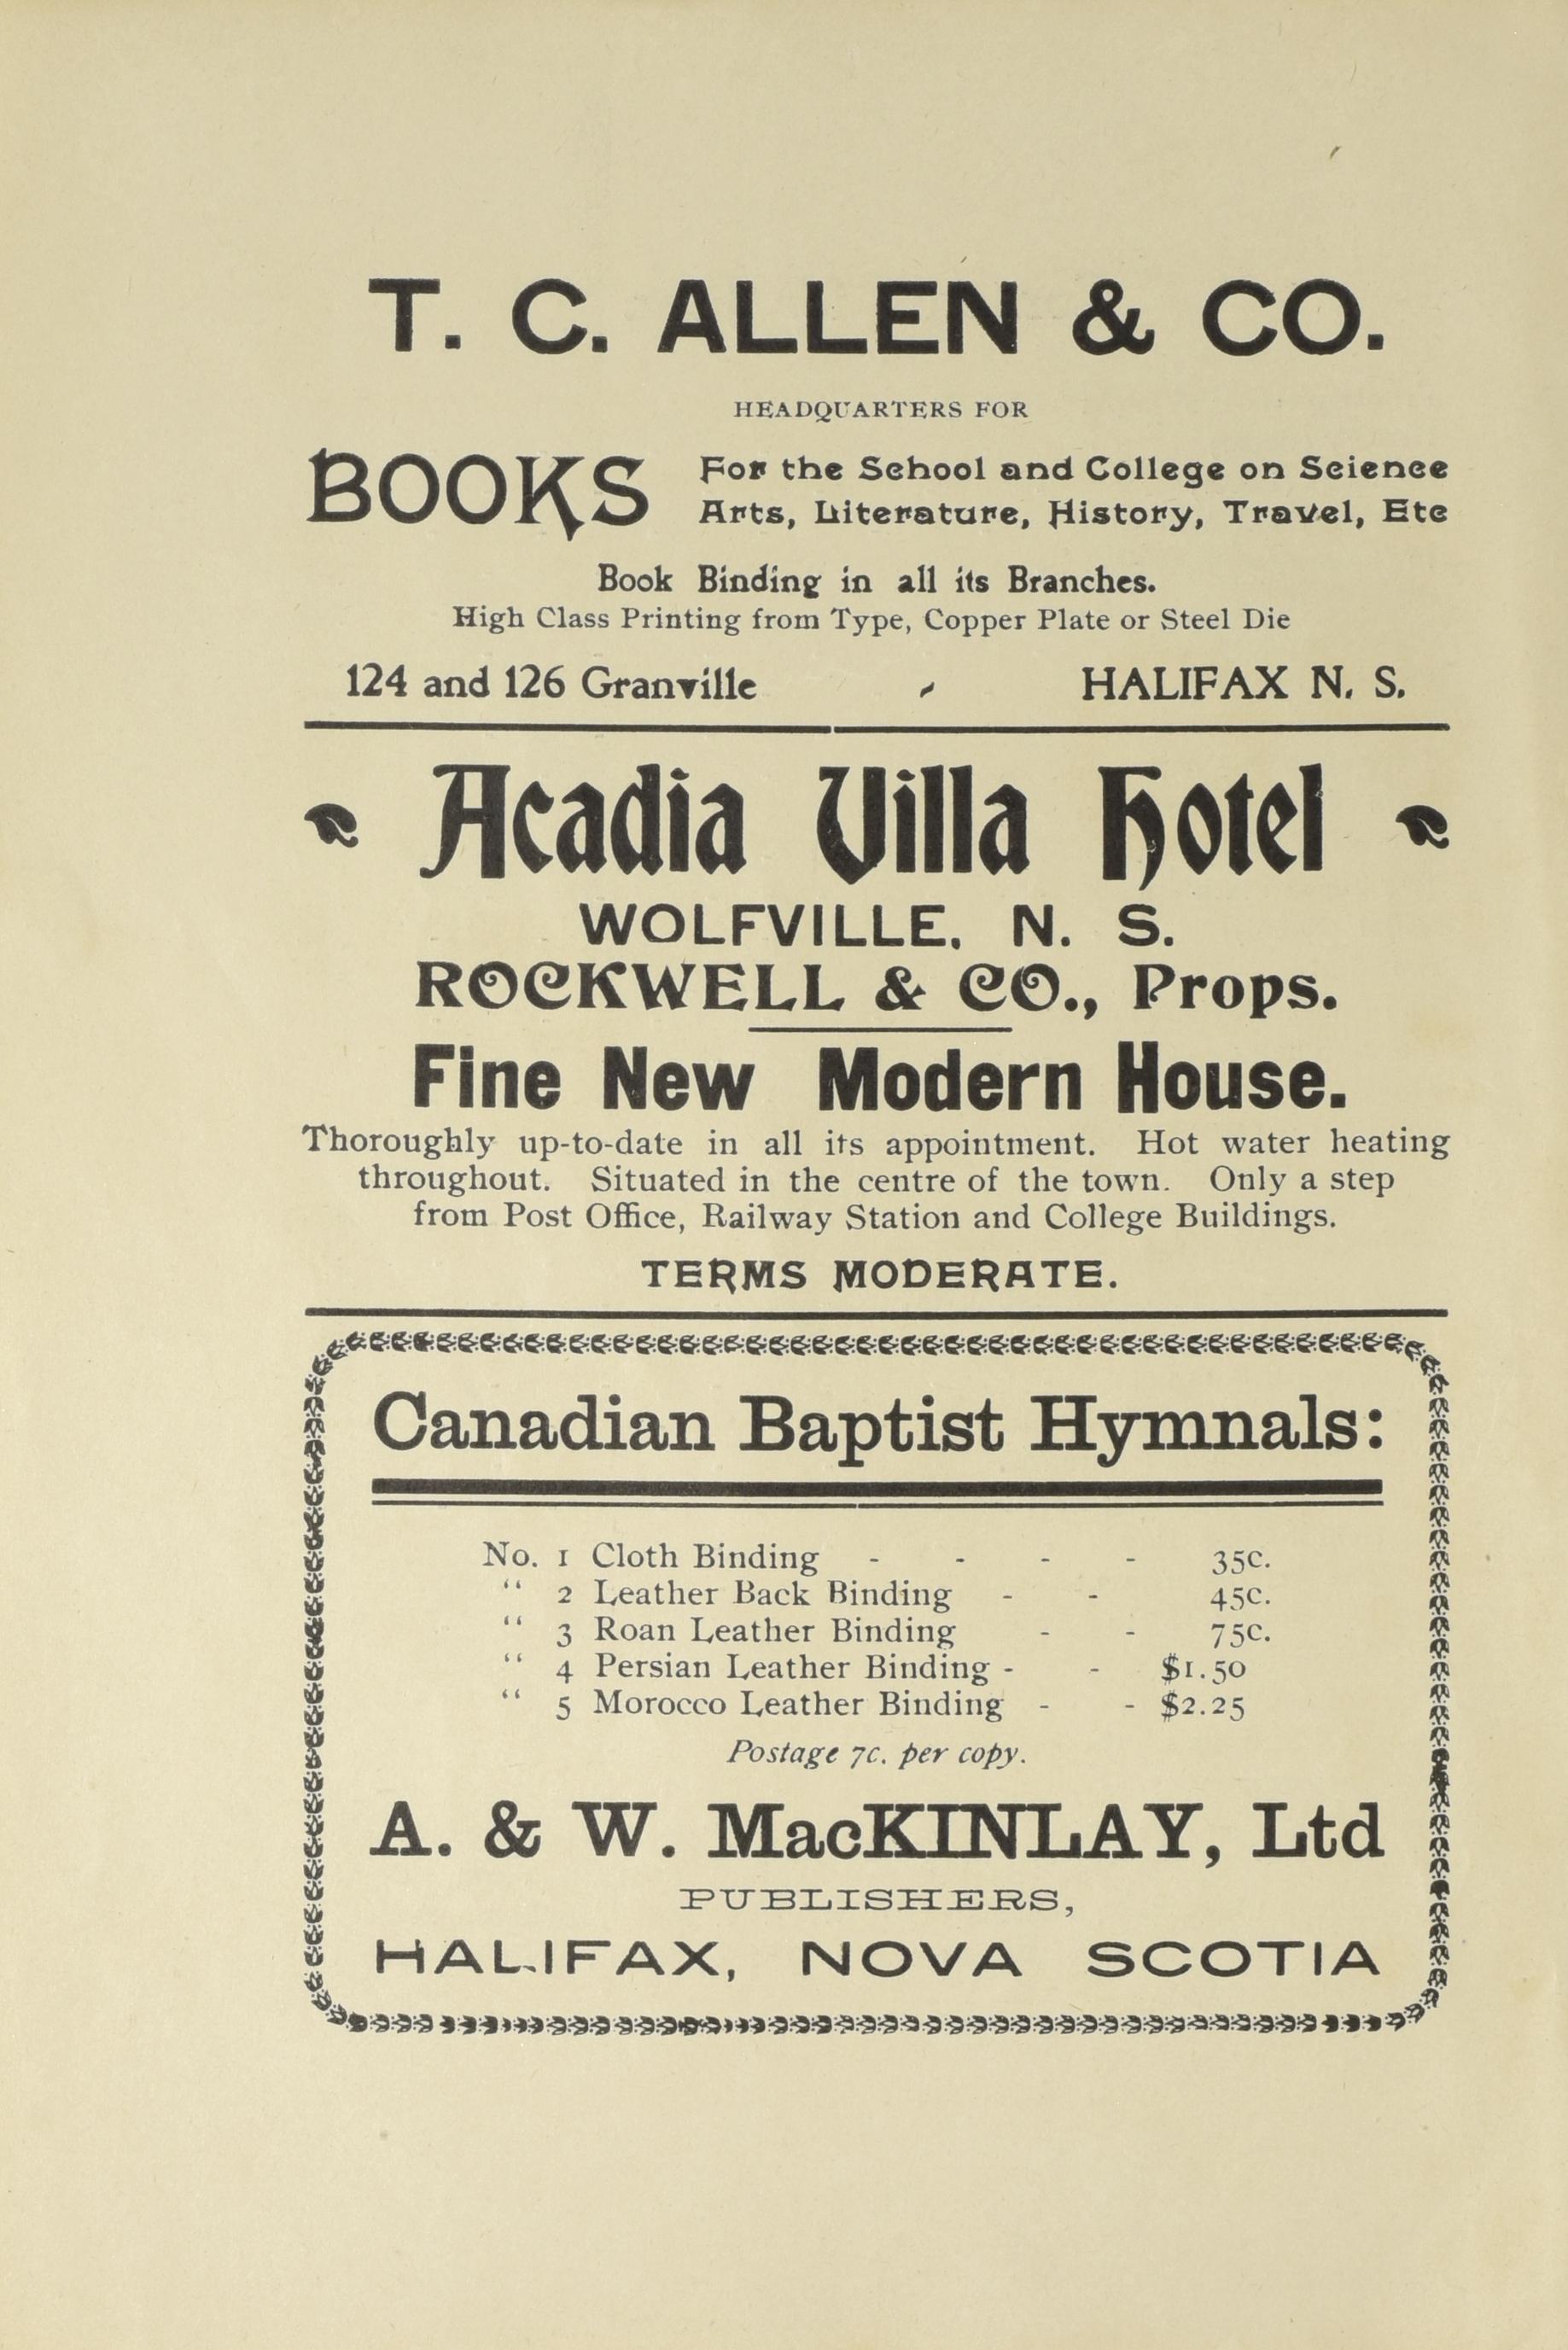 T. C. ALLEN & CO.
HEADQUARTERS FOR
BOOKS For the School and College on Science
Arts, Literature, History, Travel, Etc
Book Binding in all its Branches.
High Class Printing from Type, Copper Plate or Steel Die
124 and 126 Granville - HALIFAX N. S.
Acadia Villa Hotel
WOLFVILLE, N. S.
ROCKWELL & CO., Props.
Fine New Modern House.
Thoroughly up-to-date in all its appointment. Hot water heating
throughout. Situated in the centre of the town. Only a step
from Post Office, Railway Station and College Buildings.
TERMS MODERATE.
Canadian Baptist Hymnals:
No. 1 Cloth Binding - - - - 35c.
“ 2 Leather Back Binding - - 45c.
“ 3 Roan Leather Binding - - 75c.
“ 4 Persian Leather Binding - - $1.50
“ 5 Morocco Leather Binding - - $2.25
Postage 7c. per copy.
A. & W. MacKINLAY, Ltd
PUBLISHERS,
HALIFAX, NOVA SCOTIA